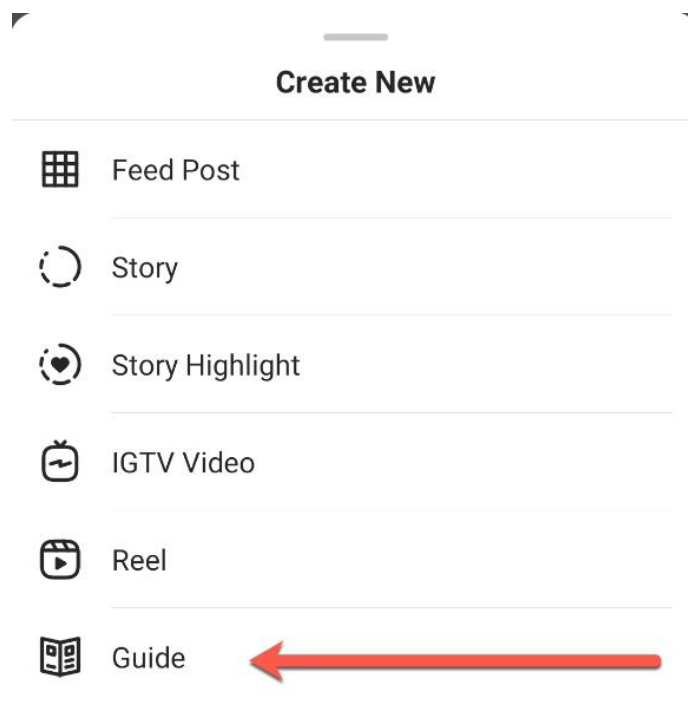 Create New
Feed Post
Story
Story Highlight
IGTV Video
Reel
Guide